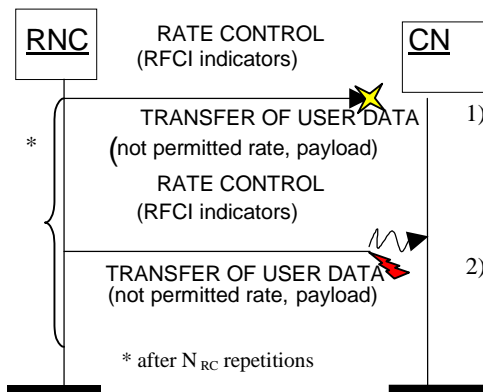 RNC
CN
RATE CONTROL
(RFCI indicators)
1)
TRANSFER OF USER DATA
*
(not permitted rate, payload)
RATE CONTROL
(RFCI indicators)
2)
TRANSFER OF USER DATA
(not permitted rate, payload)
* after N RC repetitions